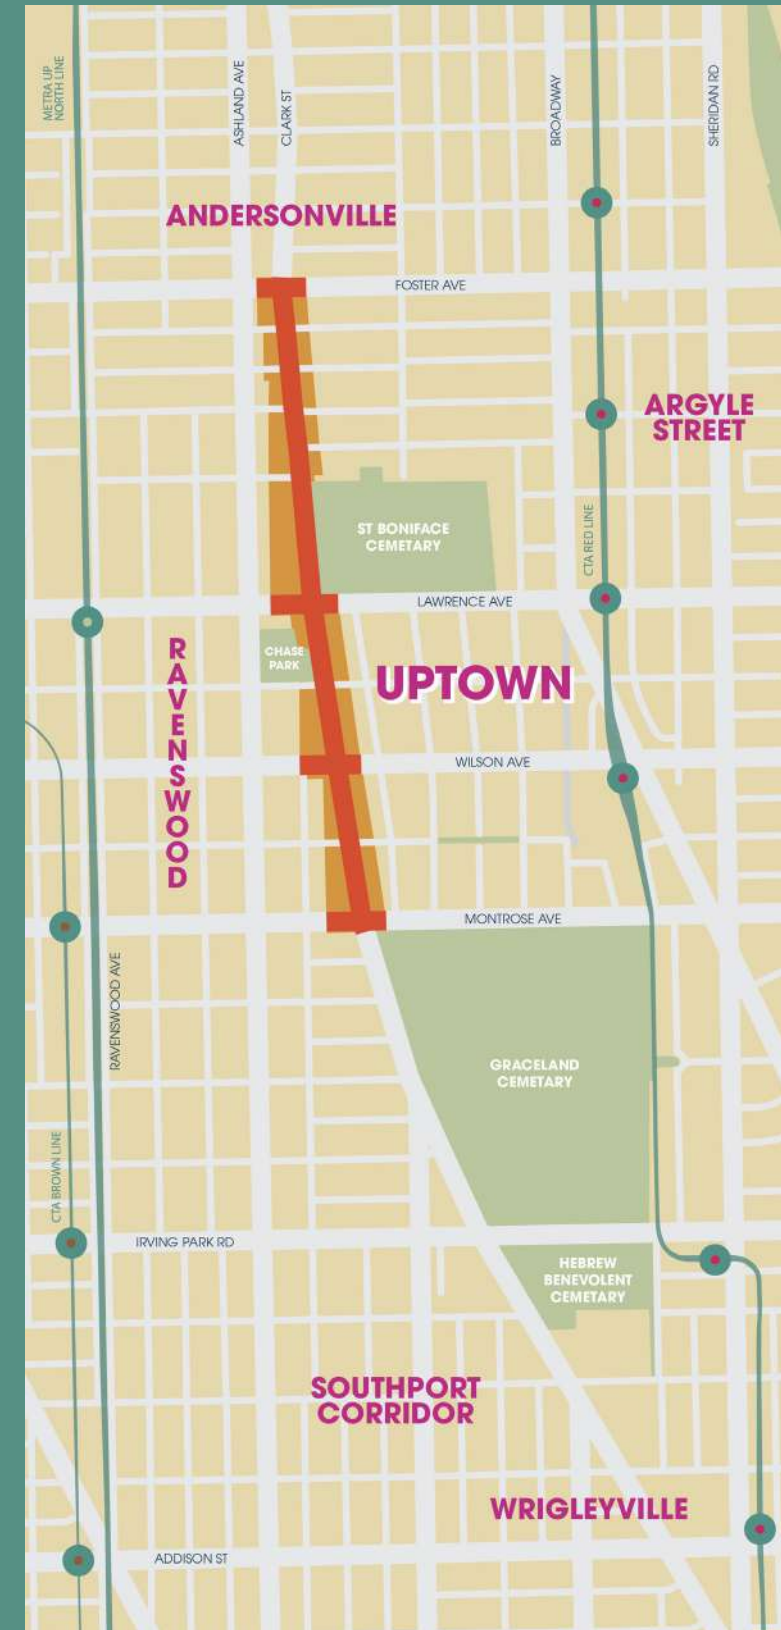 METRA UP
NORTH LINE
ASHLAND AVE
CLARK ST
BROADWAY
SHERIDAN RD
ANDERSONVILLE
FOSTER AVE
ARGYLE
STREET
ST BONIFACE
CEMETARY
CTA RED LINE
LAWRENCE AVE
RAVENSWOOD
CHASE
PARK
UPTOWN
WILSON AVE
MONTROSE AVE
RAVENSWOOD AVE
GRACELAND
CEMETARY
CTA BROWN LINE
IRVING PARK RD
HEBREW
BENEVOLENT
CEMETARY
SOUTHPORT
CORRIDOR
WRIGLEYVILLE
ADDISON ST